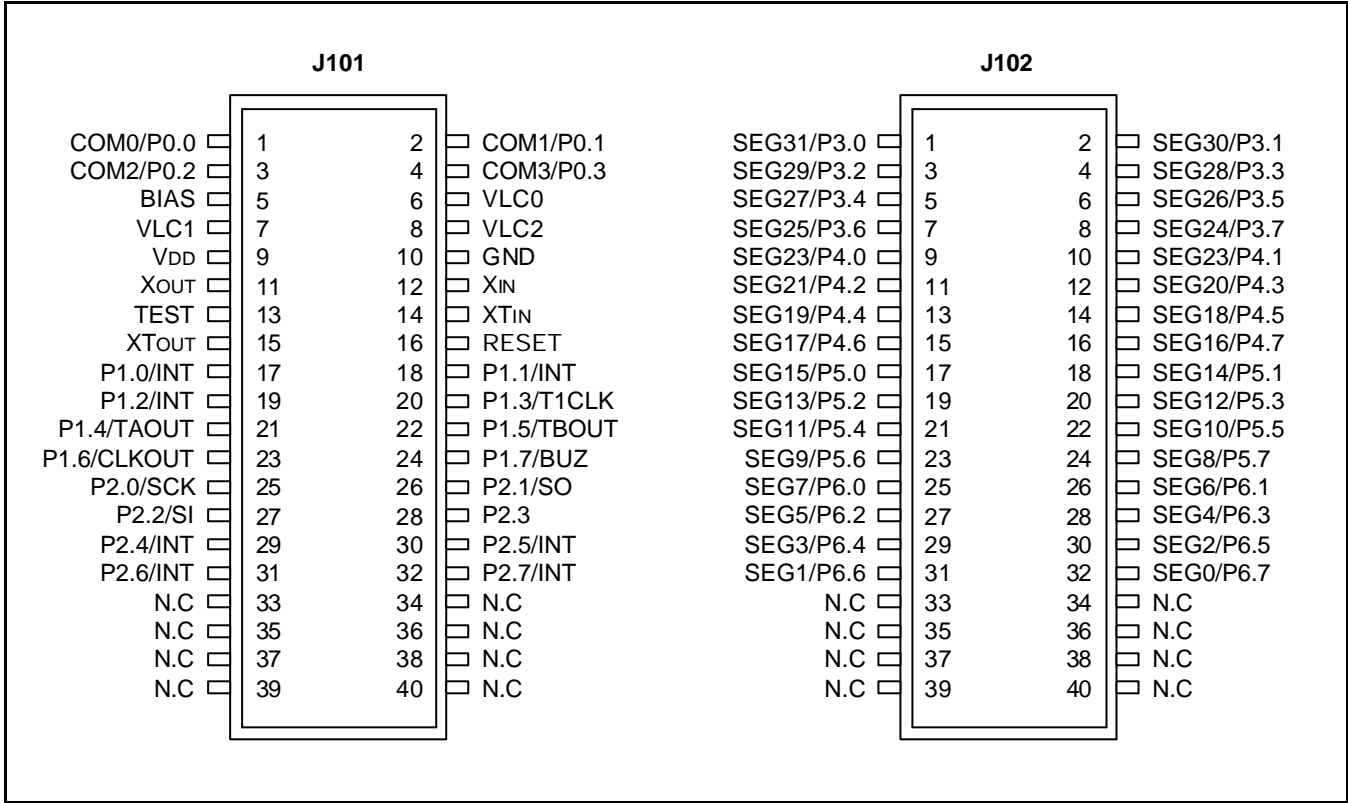 J101 J102
COM0/P0.0 1 2 COM1/P0.1 SEG31/P3.0 1 2 SEG30/P3.1
COM2/P0.2 3 4 COM3/P0.3 SEG29/P3.2 3 4 SEG28/P3.3
BIAS 5 6 VLC0 SEG27/P3.4 5 6 SEG26/P3.5
VLC1 7 8 VLC2 SEG25/P3.6 7 8 SEG24/P3.7
VDD 9 10 GND SEG23/P4.0 9 10 SEG23/P4.1
XOUT 11 12 XIN SEG21/P4.2 11 12 SEG20/P4.3
TEST 13 14 XTIN SEG19/P4.4 13 14 SEG18/P4.5
XTOUT 15 16 RESET SEG17/P4.6 15 16 SEG16/P4.7
P1.0/INT 17 18 P1.1/INT SEG15/P5.0 17 18 SEG14/P5.1
P1.2/INT 19 20 P1.3/T1CLK SEG13/P5.2 19 20 SEG12/P5.3
P1.4/TAOUT 21 22 P1.5/TBOUT SEG11/P5.4 21 22 SEG10/P5.5
P1.6/CLKOUT 23 24 P1.7/BUZ SEG9/P5.6 23 24 SEG8/P5.7
P2.0/SCK 25 26 P2.1/SO SEG7/P6.0 25 26 SEG6/P6.1
P2.2/SI 27 28 P2.3 SEG5/P6.2 27 28 SEG4/P6.3
P2.4/INT 29 30 P2.5/INT SEG3/P6.4 29 30 SEG2/P6.5
P2.6/INT 31 32 P2.7/INT SEG1/P6.6 31 32 SEG0/P6.7
N.C 33 34 N.C N.C 33 34 N.C
N.C 35 36 N.C N.C 35 36 N.C
N.C 37 38 N.C N.C 37 38 N.C
N.C 39 40 N.C N.C 39 40 N.C